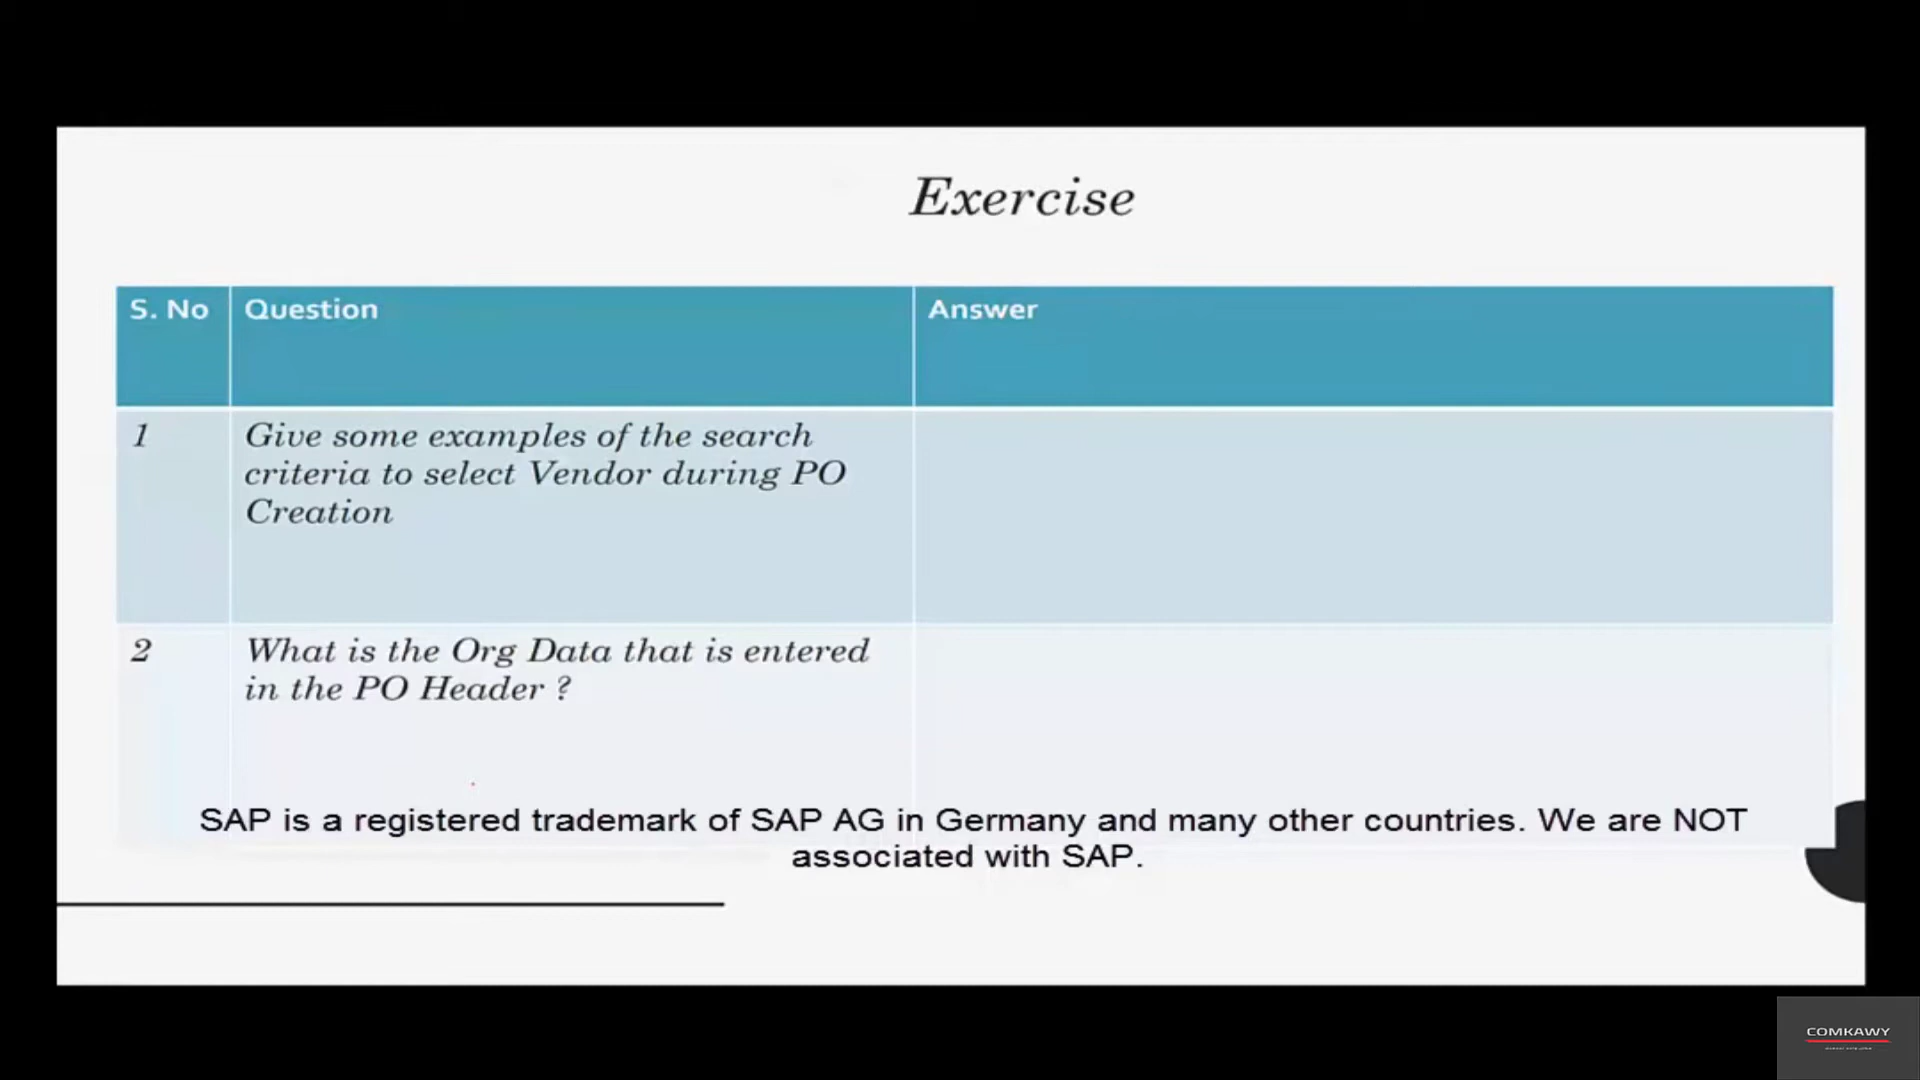 Exercise
S. No
Question
Answer
1
Give some examples of the search
criteria to select Vendor during PO
Creation
2
What is the Org Data that is entered
in the PO Header ?
SAP is a registered trademark of SAP AG in Germany and many other countries. We are NOT
associated with SAP.
COMKAWY